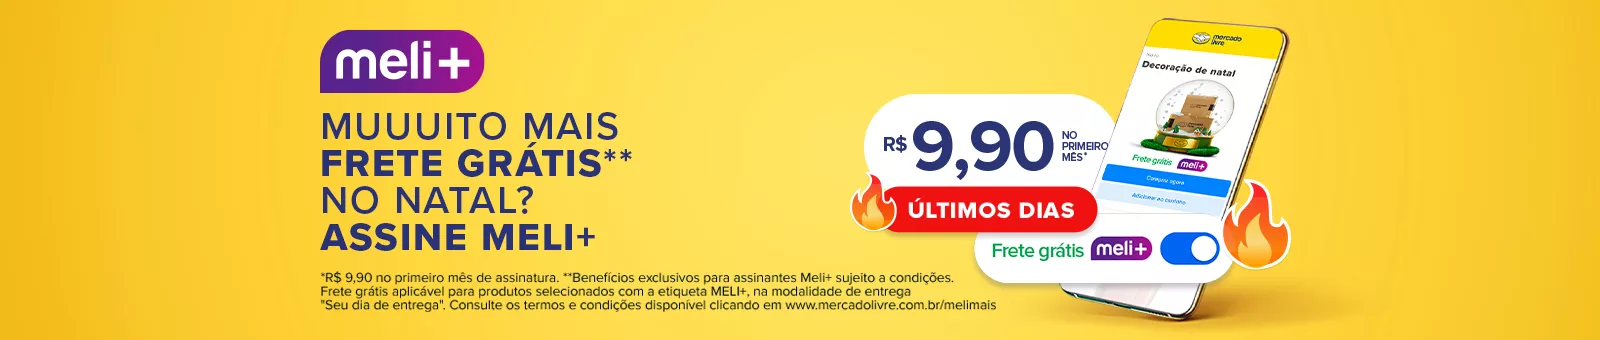 meli+
MUUUITO MAIS
FRETE GRÁTIS**
NO NATAL?
ASSINE MELI+
*R$ 9,90 no primeiro mês de assinatura. **Benefícios exclusivos para assinantes Meli+ sujeito a condições.
Frete grátis aplicável para produtos selecionados com a etiqueta MELI+, na modalidade de entrega
"Seu dia de entrega". Consulte os termos e condições disponível clicando em www.mercadolivre.com.br/melimais
R$ 9,90
NO
PRIMEIRO
MÊS*
ÚLTIMOS DIAS
mercado
livre
Decoração de natal
Frete grátis meli+
Comprar agora
Adicionar ao carrinho
Frete grátis meli+